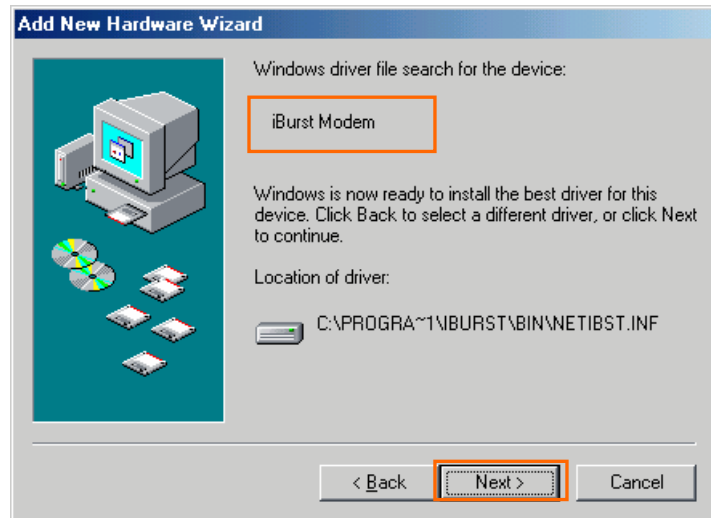 Add New Hardware Wizard
Windows driver file search for the device:
iBurst Modem
Windows is now ready to install the best driver for this
device. Click Back to select a different driver, or click Next
to continue.
Location of driver:
C:\PROGRA~1\IBURST\BIN\NETIBST.INF
< Back
Next >
Cancel